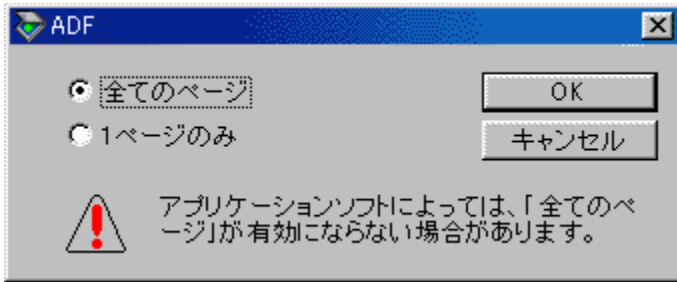 ADF
全てのページ
OK
1ページのみ
キャンセル
アプリケーションソフトによっては、「全てのペ
ージ」が有効にならない場合があります。